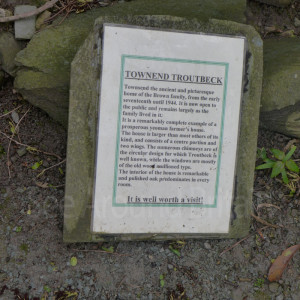 TOWNEND TROUTBECK
Townend the ancient and picturesque
home of the Brown family, from the early
seventeenth until 1944. it is now open to
the public and remains largely as the
family lived in it.
It is a remarkably complete example of a
prosperous yeoman farmer's home.
The house is larger than most others of its
kind, and consists of a centre portion and
two wings. The numerous chimneys are of
the circular design for which Troutbeck is
well known, while the windows are mostly
of the old wood mullioned type.
The interior of the house is remarkable
and polished oak predominates in every
room.
It is well worth a visit!